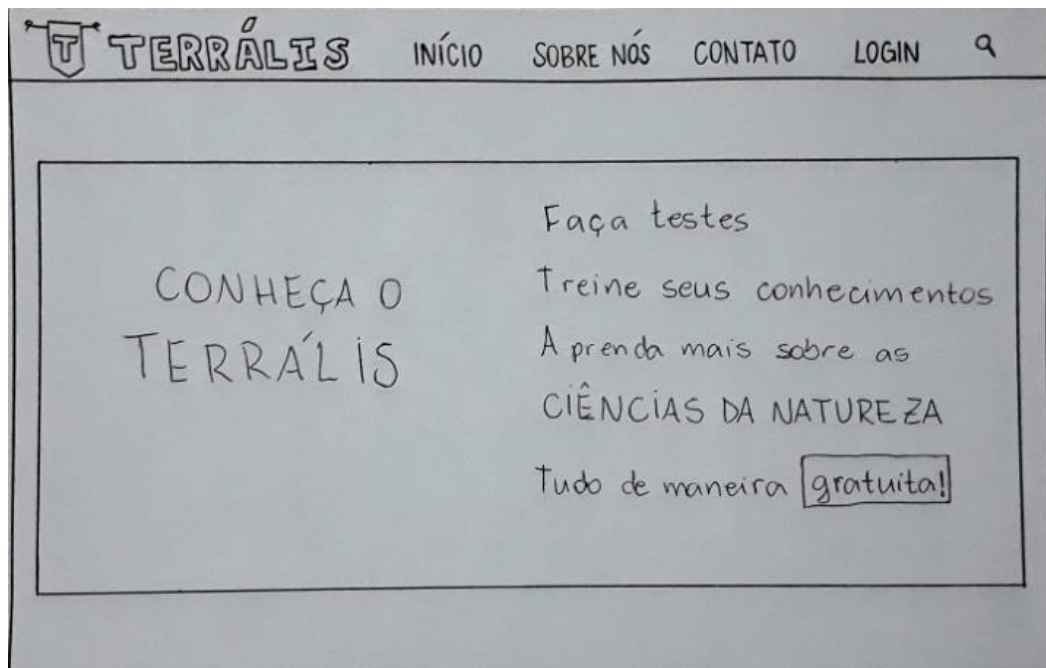 T TERRÁLIS INÍCIO SOBRE NÓS CONTATO LOGIN
CONHEÇA O
TERRÁLIS
Faça testes
Treine seus conhecimentos
Aprenda mais sobre as
CIÊNCIAS DA NATUREZA
Tudo de maneira gratuita!